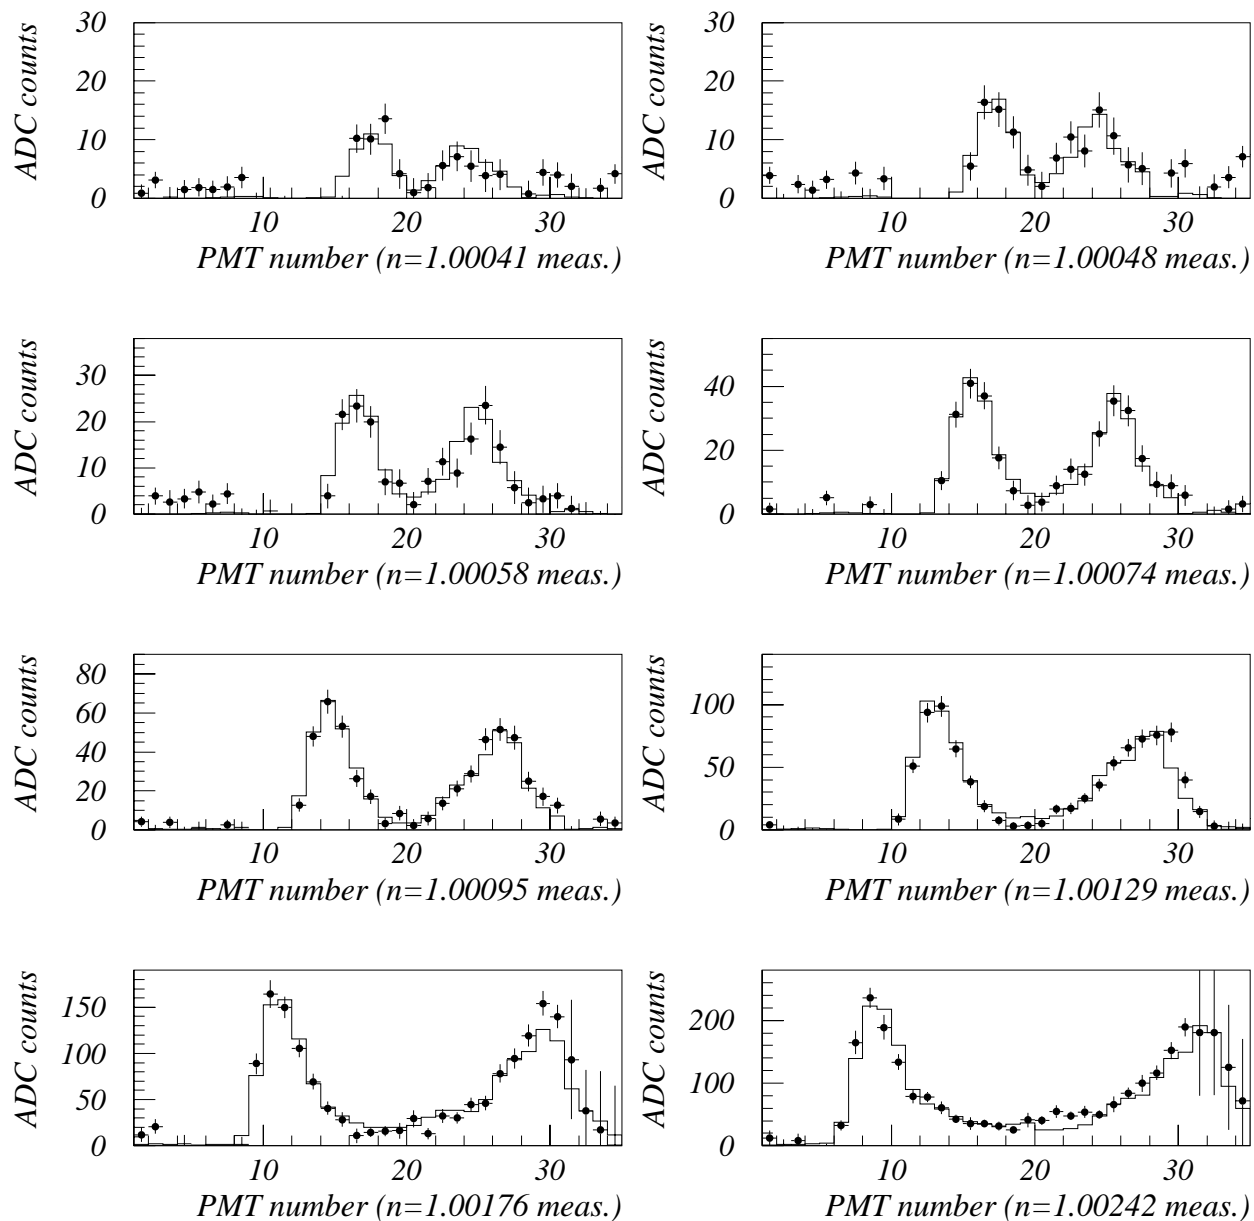 ADC counts
30
20
10
0
10 20 30
PMT number (n=1.00041 meas.)
ADC counts
30
20
10
0
10 20 30
PMT number (n=1.00048 meas.)
ADC counts
30
20
10
0
10 20 30
PMT number (n=1.00058 meas.)
ADC counts
40
20
0
10 20 30
PMT number (n=1.00074 meas.)
ADC counts
80
60
40
20
0
10 20 30
PMT number (n=1.00095 meas.)
ADC counts
100
50
0
10 20 30
PMT number (n=1.00129 meas.)
ADC counts
150
100
50
0
10 20 30
PMT number (n=1.00176 meas.)
ADC counts
200
100
0
10 20 30
PMT number (n=1.00242 meas.)